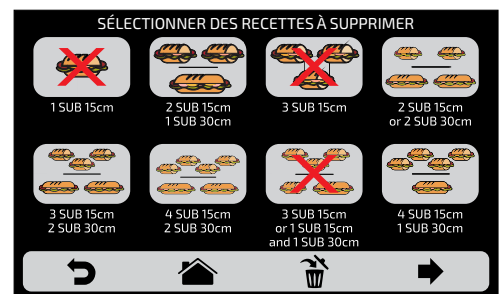 SÉLECTIONNER DES RECETTES À SUPPRIMER
1 SUB 15cm
2 SUB 15cm
1 SUB 30cm
3 SUB 15cm
2 SUB 15cm
or 2 SUB 30cm
3 SUB 15cm
2 SUB 30cm
4 SUB 15cm
2 SUB 30cm
3 SUB 15cm
or 1 SUB 15cm
and 1 SUB 30cm
4 SUB 15cm
1 SUB 30cm